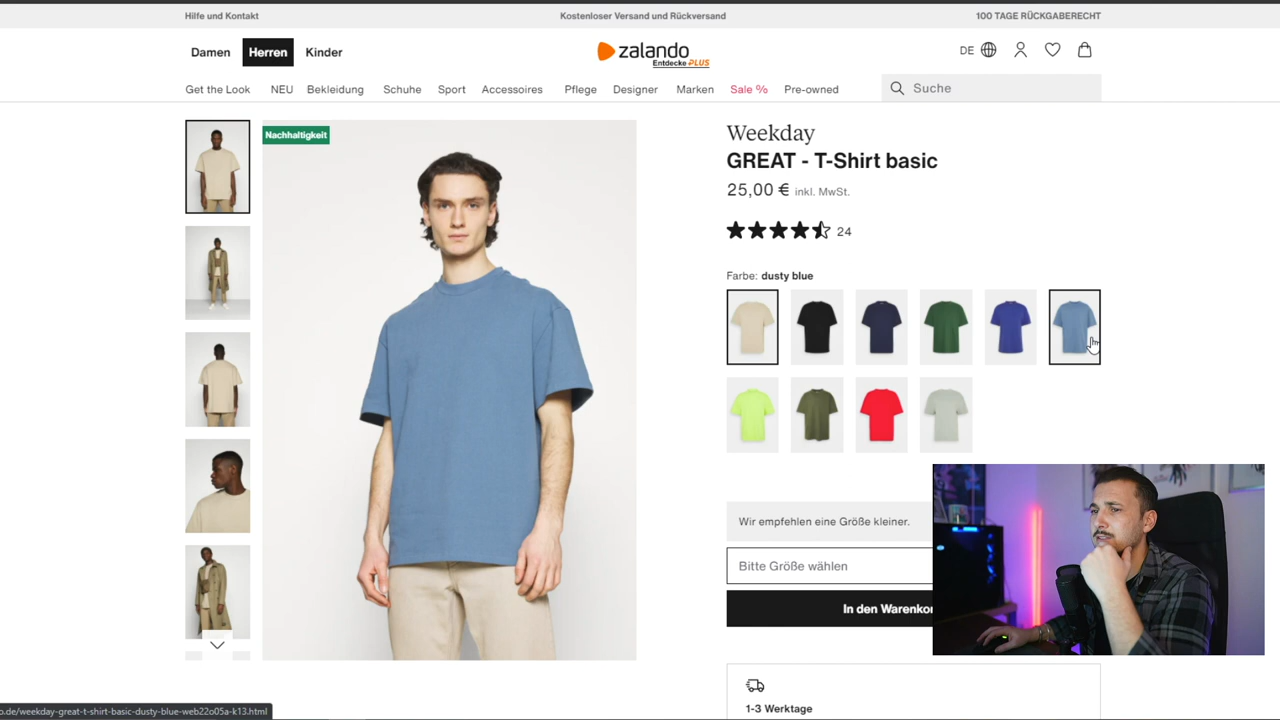 Hilfe und Kontakt
Kostenloser Versand und Rückversand
100 TAGE RÜCKGABERECHT
Damen Herren Kinder
zalando
Entdecke PLUS
DE
Get the Look NEU Bekleidung Schuhe Sport Accessoires Pflege Designer Marken Sale % Pre-owned
Suche
Nachhaltigkeit
Weekday
GREAT - T-Shirt basic
25,00 € inkl. MwSt.
24
Farbe: dusty blue
Wir empfehlen eine Größe kleiner.
Bitte Größe wählen
In den Warenko
1-3 Werktage
o.de/weekday-great-t-shirt-basic-dusty-blue-web22o05a-k13.html